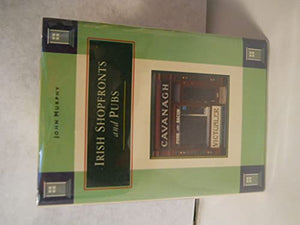 JOHN MURPHY
IRISH SHOPFRONTS
and PUBS
CAVANAGH
VICTUALLER